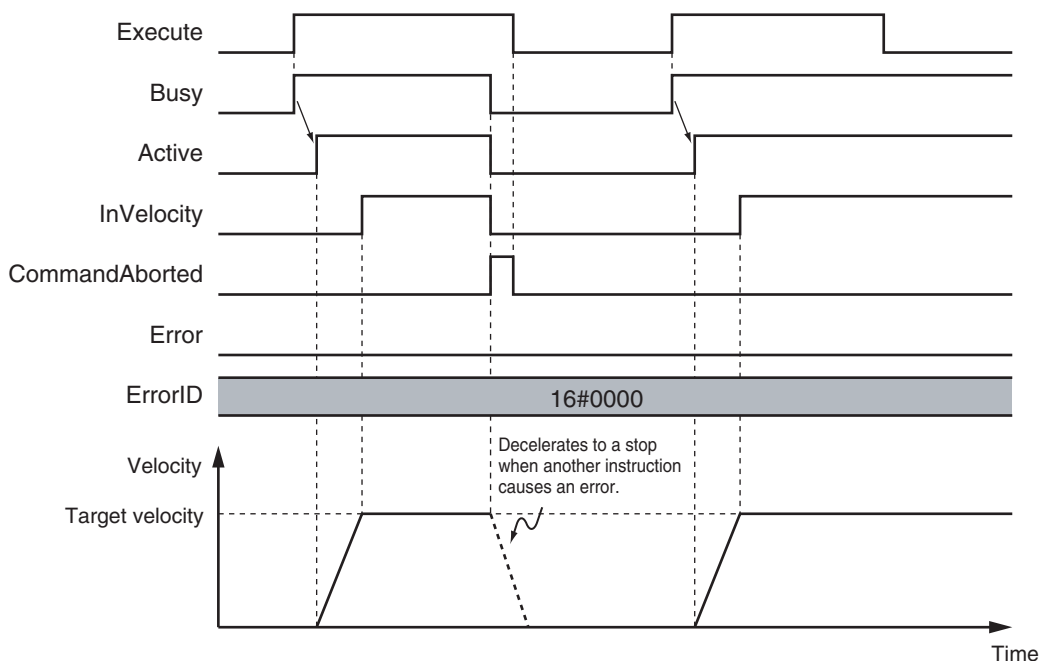 Execute
Busy
Active
InVelocity
CommandAborted
Error
ErrorID
16#0000
Velocity
Decelerates to a stop
when another instruction
causes an error.
Target velocity
Time